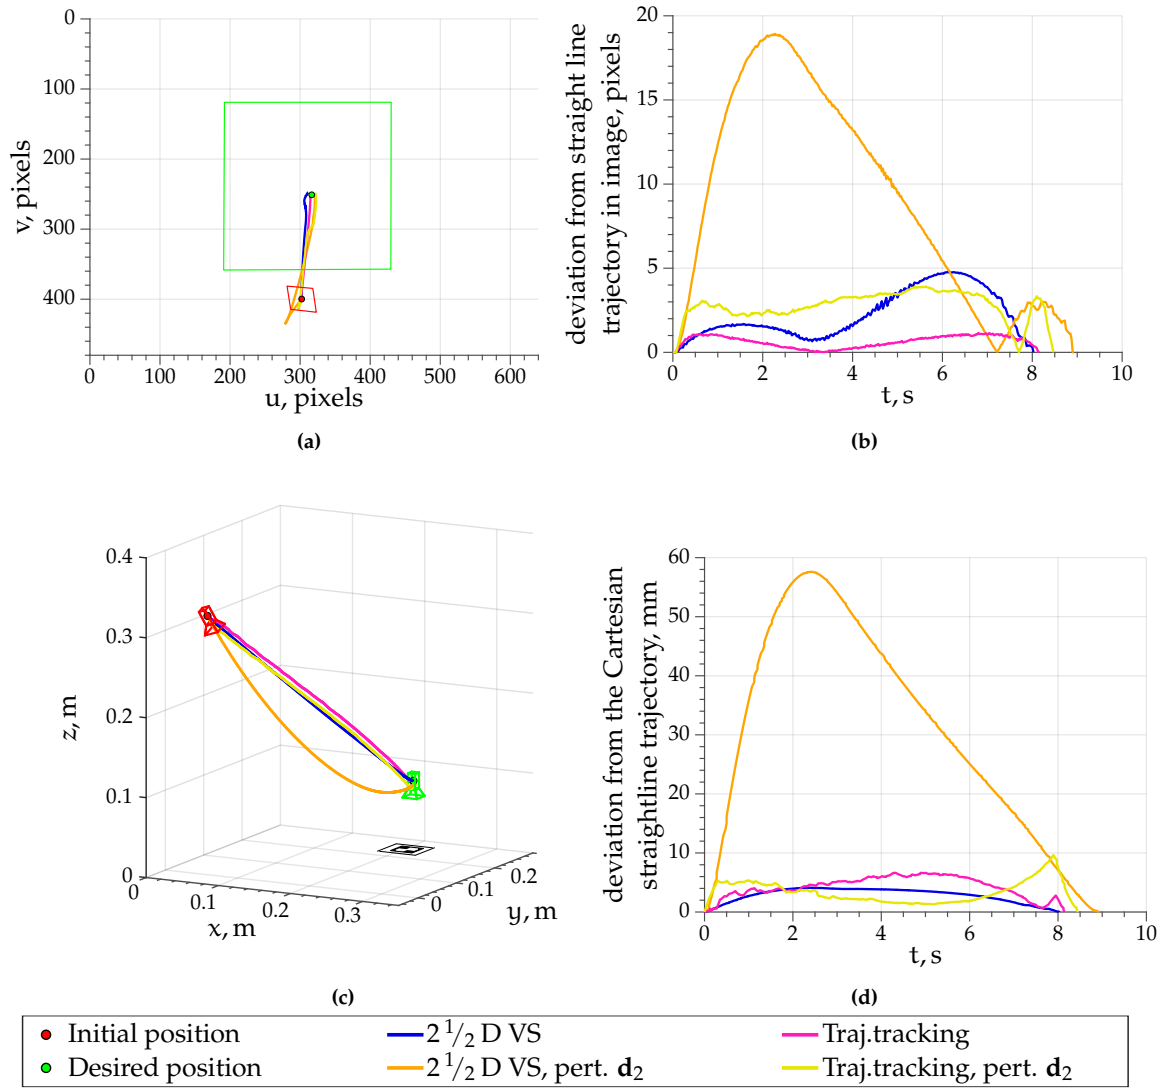 0
100
200
300
400
v, pixels
0 100 200 300 400 500 600
u, pixels
(a)
20
15
10
5
0
deviation from straight line
trajectory in image, pixels
0 2 4 6 8 10
t, s
(b)
0.4
0.3
0.2
0.1
0
z, m
0.1
0.2
0.3
x, m
0
0.1
0.2
y, m
(c)
60
50
40
30
20
10
0
deviation from the Cartesian
straightline trajectory, mm
0 2 4 6 8 10
t, s
(d)
Initial position
2 1/2 D VS
Traj.tracking
Desired position
2 1/2 D VS, pert. d2
Traj.tracking, pert. d2